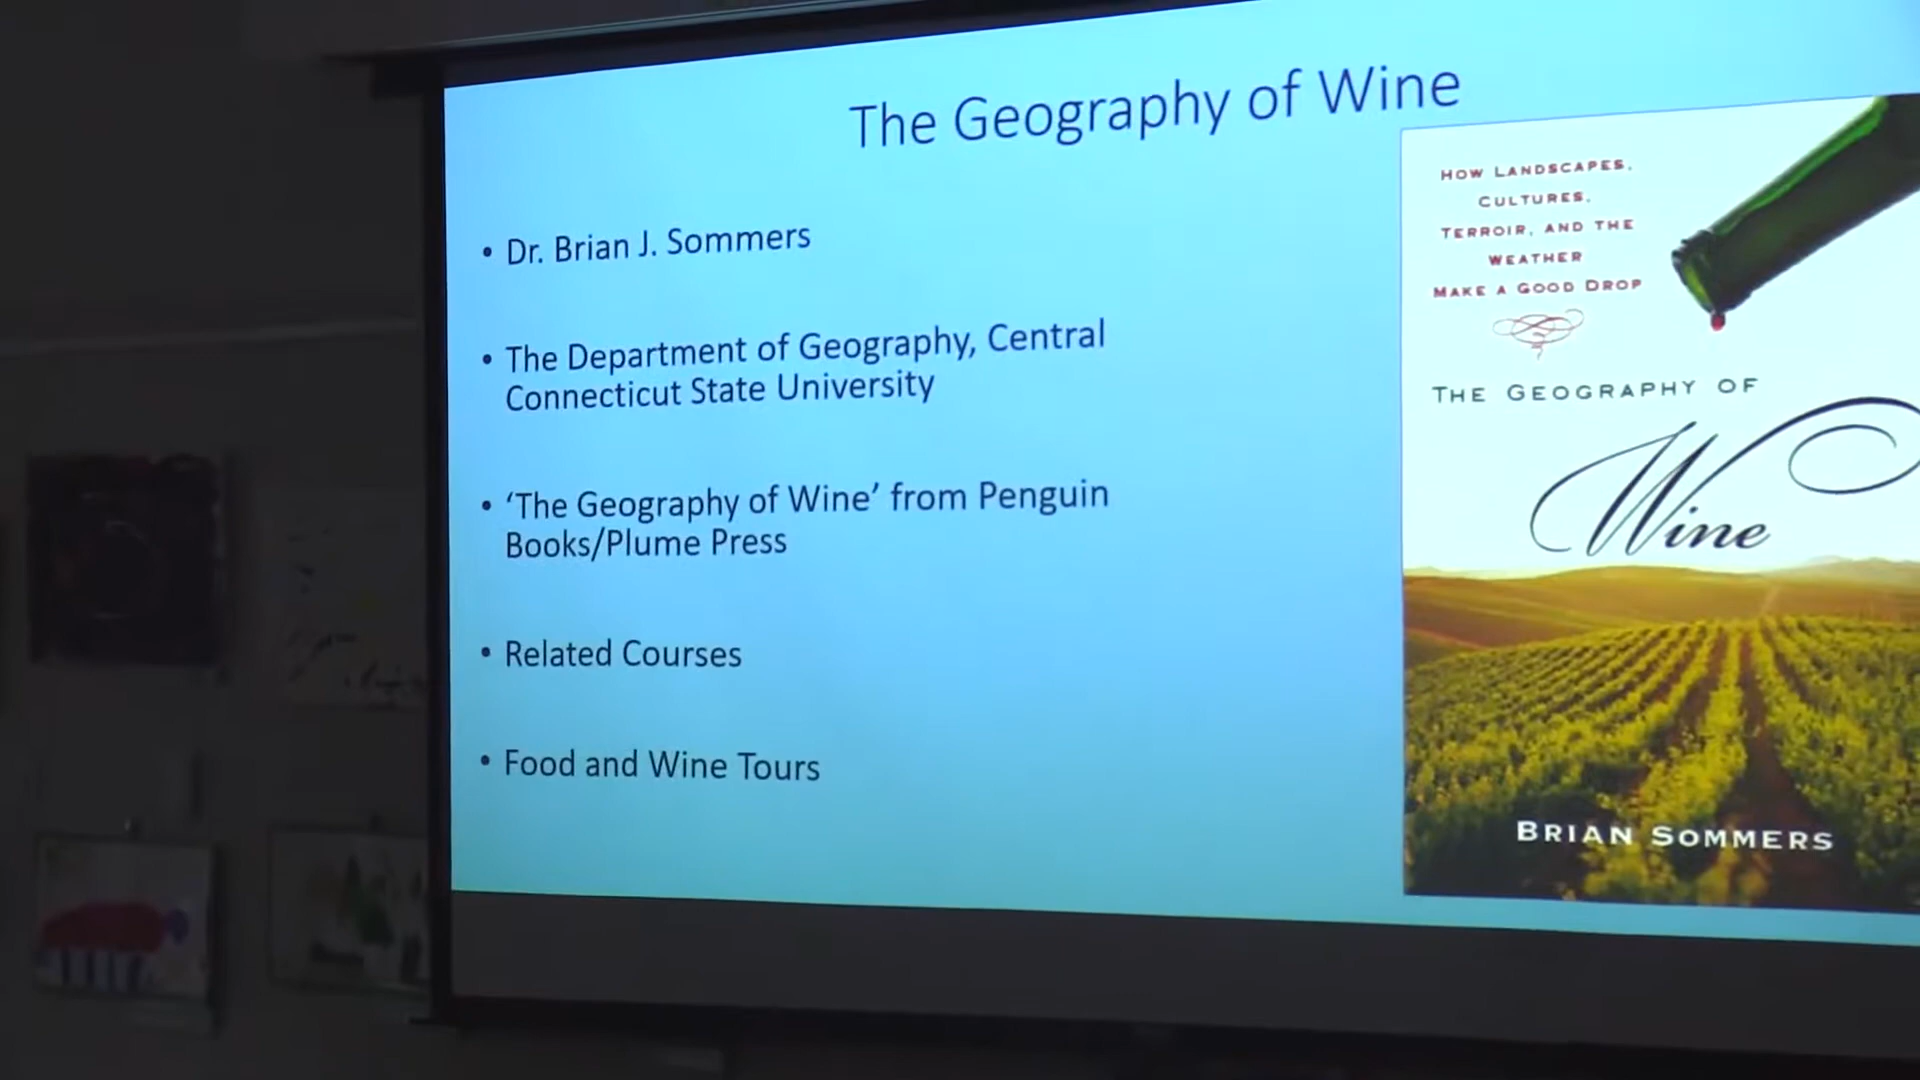 The Geography of Wine
• Dr. Brian J. Sommers
• The Department of Geography, Central
Connecticut State University
• ‘The Geography of Wine’ from Penguin
Books/Plume Press
• Related Courses
• Food and Wine Tours
HOW LANDSCAPES,
CULTURES,
TERROIR, AND THE
WEATHER
MAKE A GOOD DROP
THE GEOGRAPHY OF
Wine
BRIAN SOMMERS